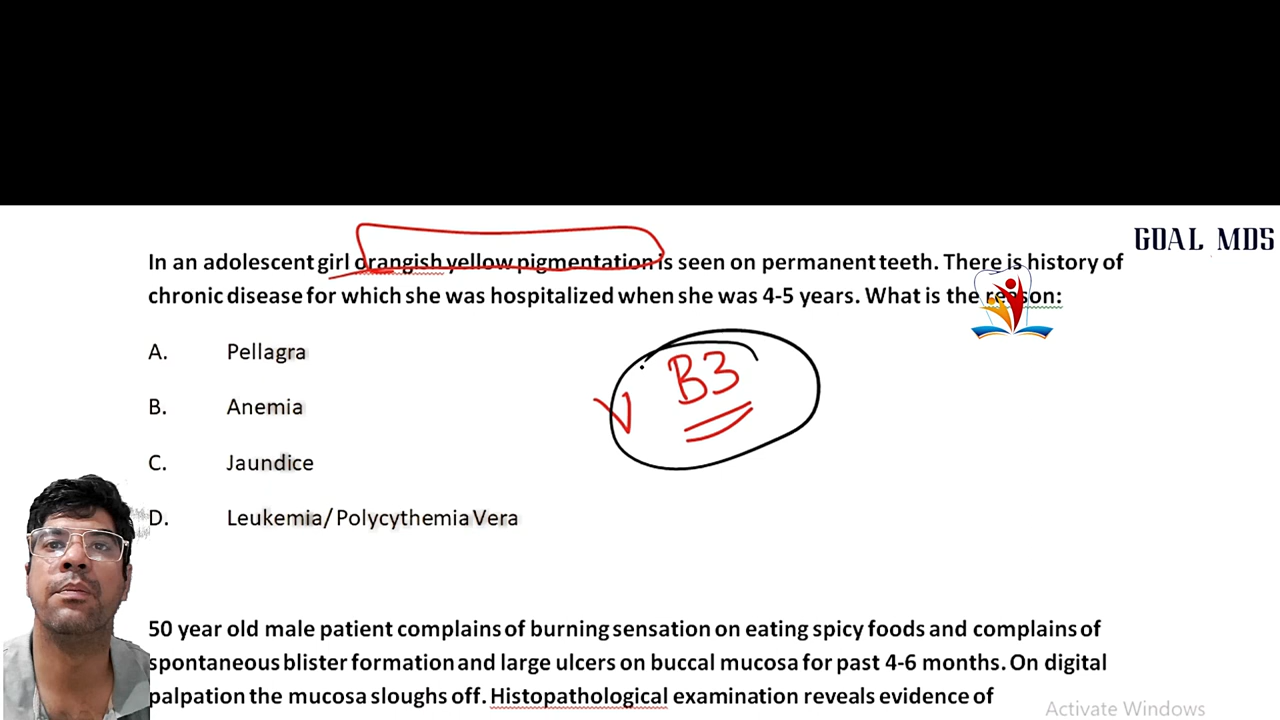 GOAL MDS
In an adolescent girl orangish yellow pigmentation is seen on permanent teeth. There is history of
chronic disease for which she was hospitalized when she was 4-5 years. What is the reason:
A. Pellagra
B3
B. Anemia
C. Jaundice
D. Leukemia/ Polycythemia Vera
50 year old male patient complains of burning sensation on eating spicy foods and complains of
spontaneous blister formation and large ulcers on buccal mucosa for past 4-6 months. On digital
palpation the mucosa sloughs off. Histopathological examination reveals evidence of
Activate Windows